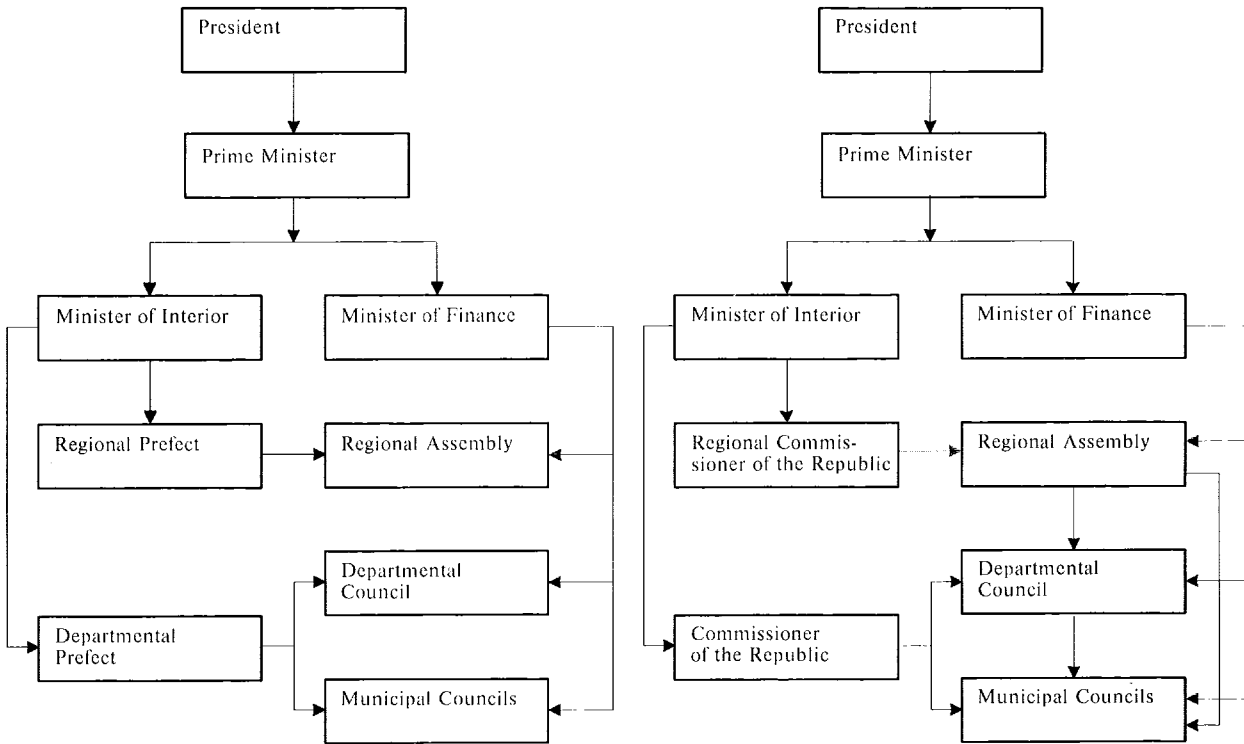 President
Prime Minister
Minister of Interior
Minister of Finance
Regional Prefect
Regional Assembly
Departmental
Council
Departmental
Prefect
Municipal Councils
President
Prime Minister
Minister of Interior
Minister of Finance
Regional Commis-
sioner of the Republic
Regional Assembly
Departmental
Council
Commissioner
of the Republic
Municipal Councils